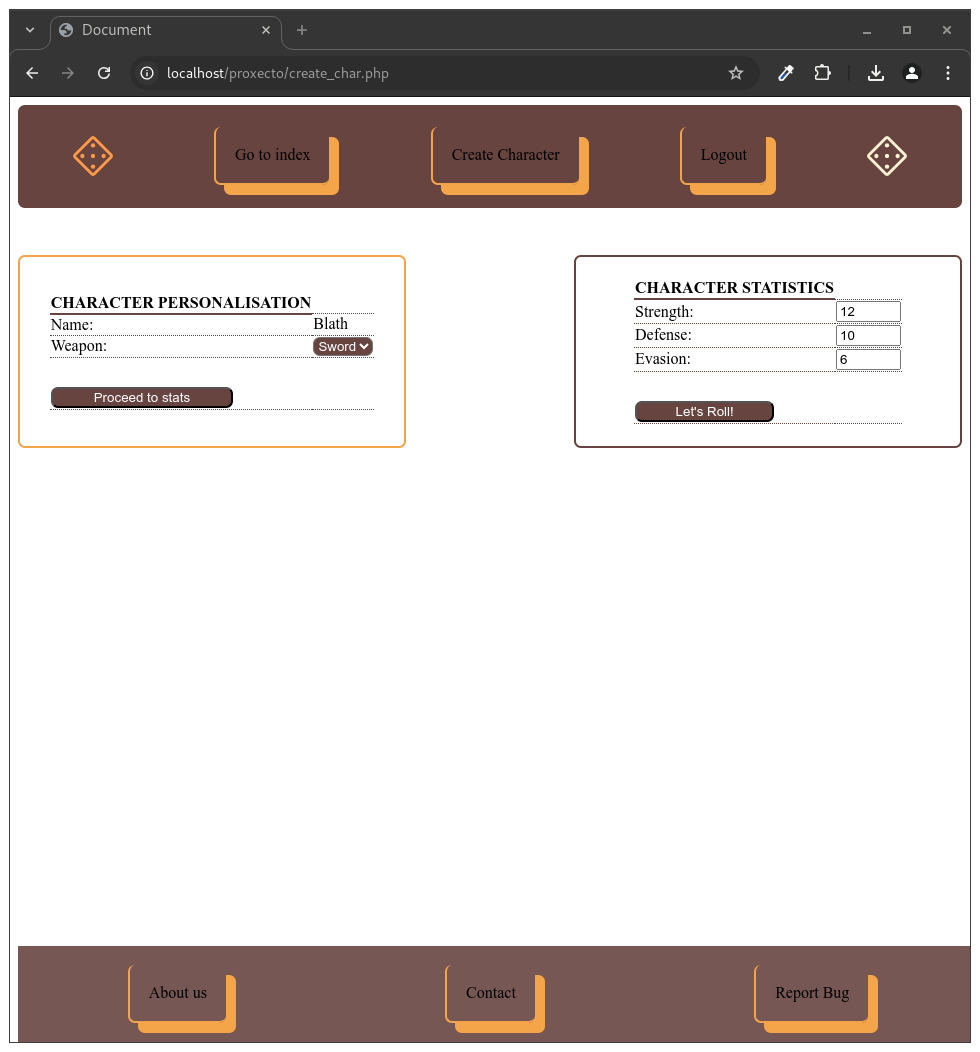 Document
localhost/proxecto/create_char.php
Go to index
Create Character
Logout
CHARACTER PERSONALISATION
Name: Blath
Weapon: Sword
Proceed to stats
CHARACTER STATISTICS
Strength: 12
Defense: 10
Evasion: 6
Let's Roll!
About us
Contact
Report Bug